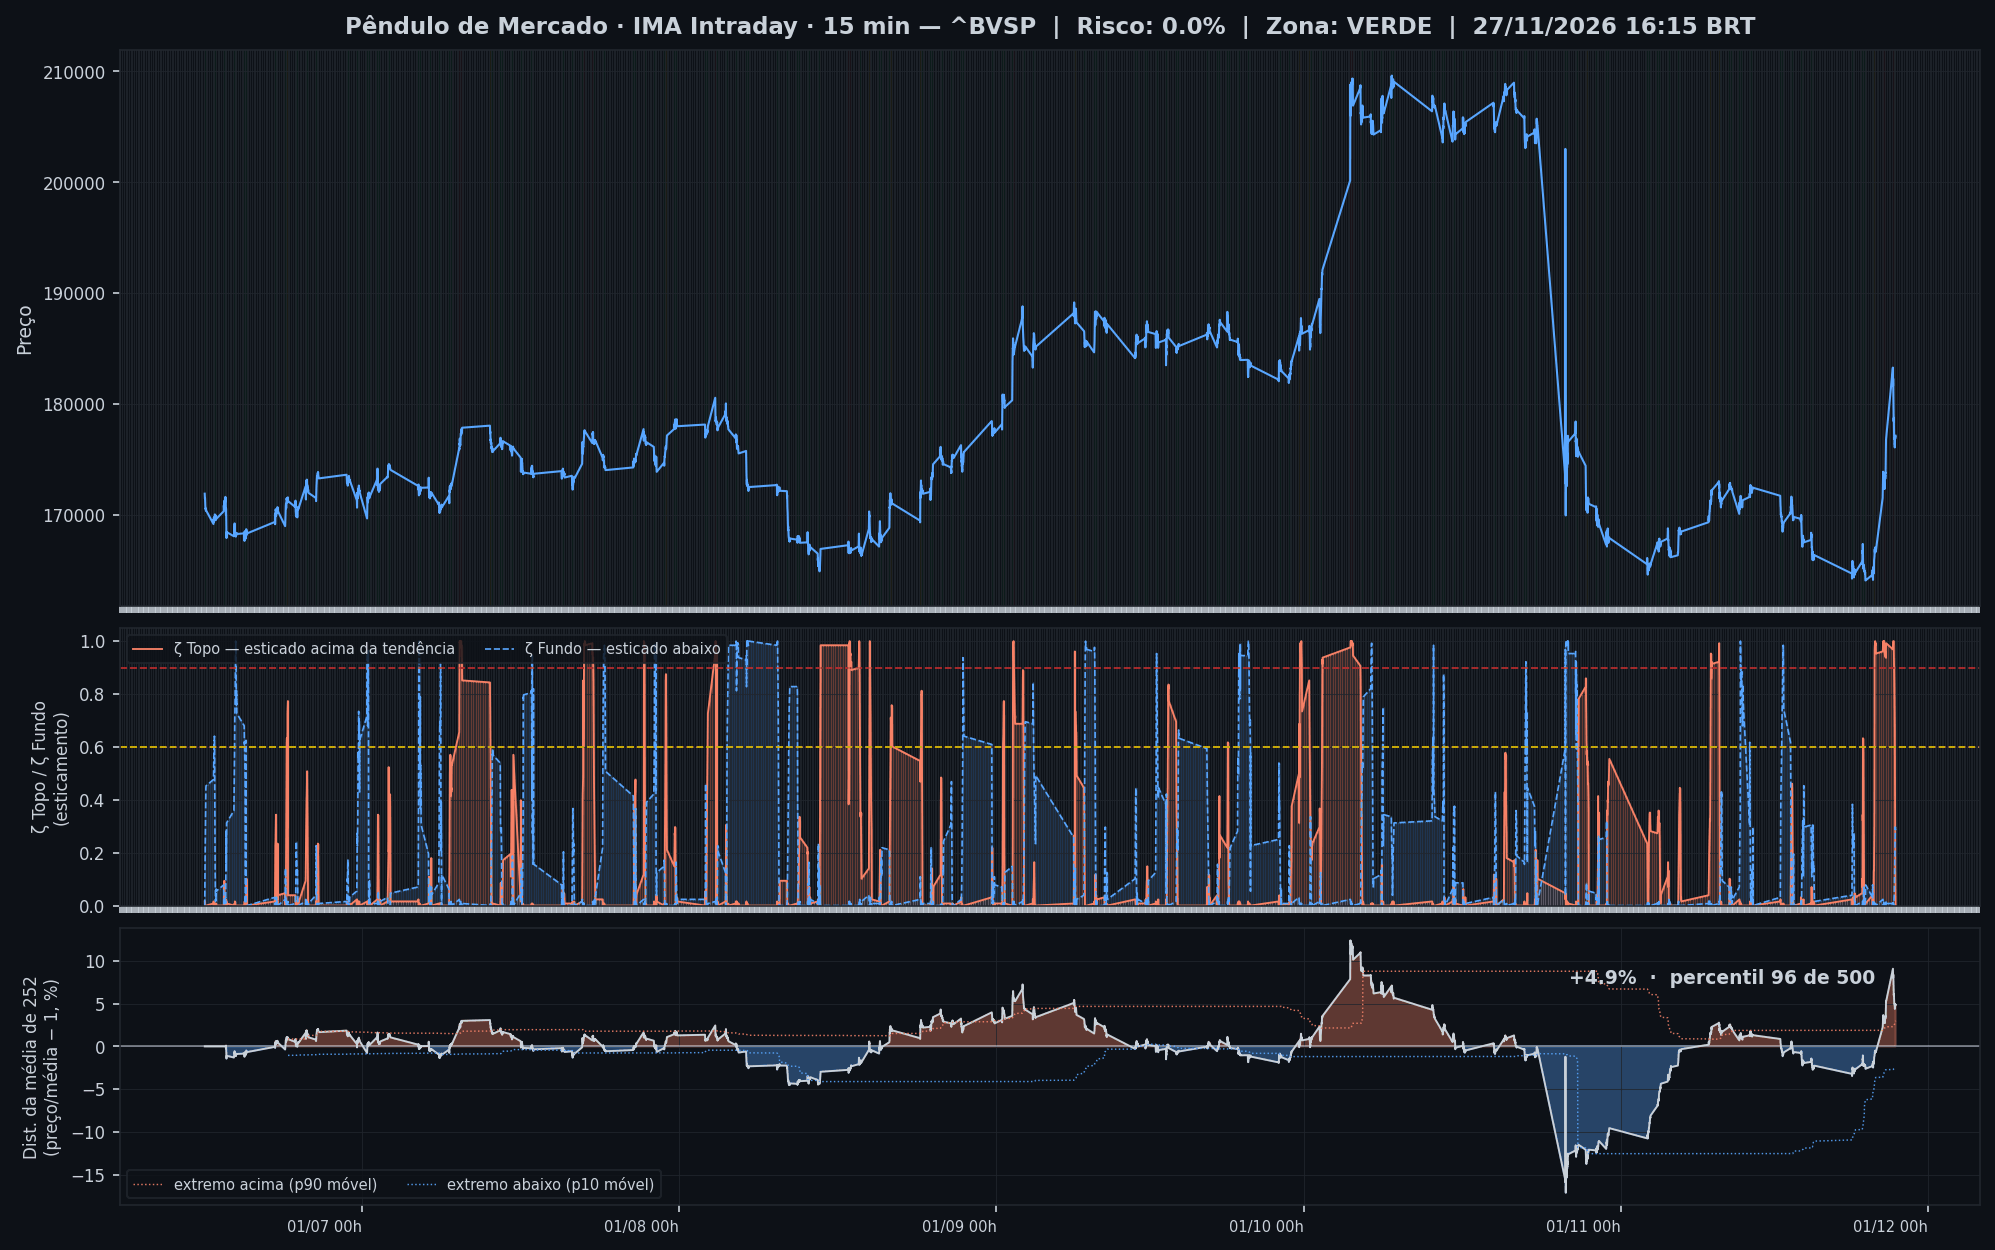 Pêndulo de Mercado · IMA Intraday · 15 min — ^BVSP | Risco: 0.0% | Zona: VERDE | 27/11/2026 16:15 BRT
Preço
210000
200000
190000
180000
170000
ζ Topo / ζ Fundo
(esticamento)
1.0
0.8
0.6
0.4
0.2
0.0
ζ Topo — esticado acima da tendência
ζ Fundo — esticado abaixo
Dist. da média de 252
(preço/média − 1, %)
10
5
0
−5
−10
−15
+4.9% · percentil 96 de 500
extremo acima (p90 móvel)
extremo abaixo (p10 móvel)
01/07 00h
01/08 00h
01/09 00h
01/10 00h
01/11 00h
01/12 00h